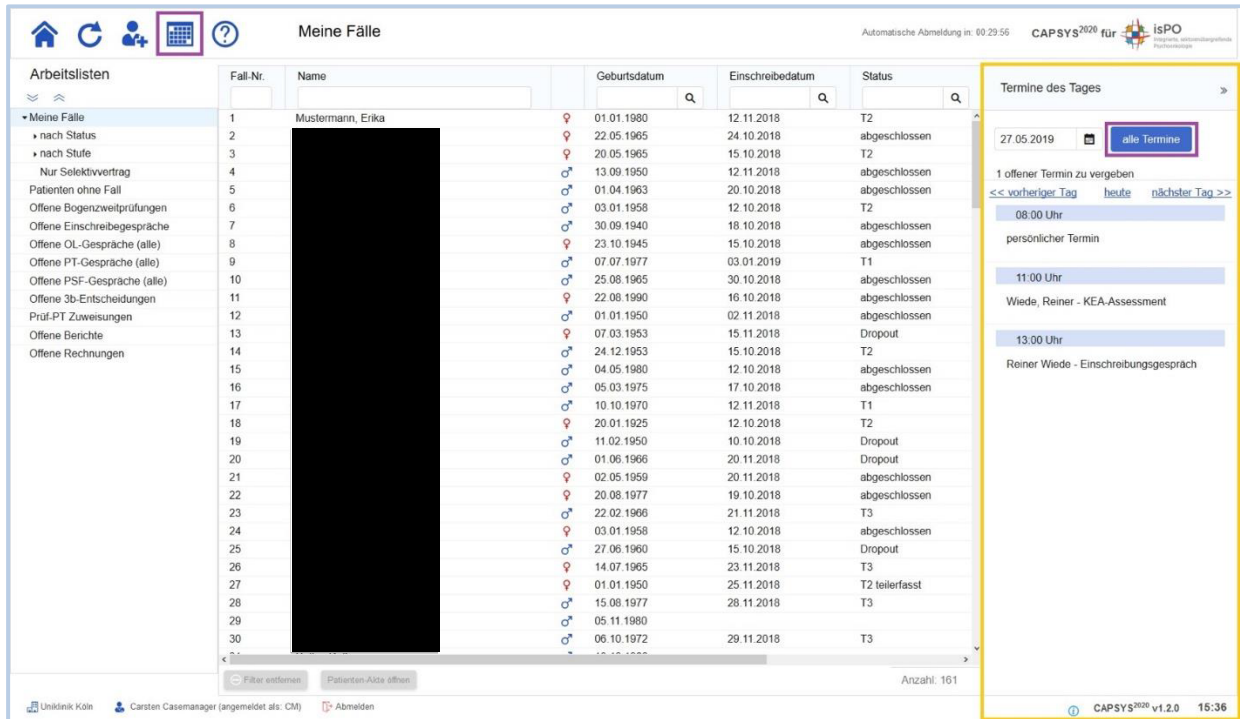 Meine Fälle
Automatische Abmeldung in: 00:29:56
CAPSYS2020 für isPO
Arbeitslisten
Meine Fälle
nach Status
nach Stufe
Nur Selektivvertrag
Patienten ohne Fall
Offene Bogenzweitprüfungen
Offene Einschreibegespräche
Offene OL-Gespräche (alle)
Offene PT-Gespräche (alle)
Offene PSF-Gespräche (alle)
Offene 3b-Entscheidungen
Prüf-PT Zuweisungen
Offene Berichte
Offene Rechnungen
Fall-Nr. Name Geburtsdatum Einschreibedatum Status
1 Mustermann, Erika ♀ 01.01.1980 12.11.2018 T2
2 ♀ 22.05.1965 24.10.2018 abgeschlossen
3 ♀ 20.05.1965 15.10.2018 T2
4 ♂ 13.09.1950 12.11.2018 abgeschlossen
5 ♂ 01.04.1963 20.10.2018 abgeschlossen
6 ♂ 03.01.1958 12.10.2018 T2
7 ♂ 30.09.1940 18.10.2018 abgeschlossen
8 ♀ 23.10.1945 15.10.2018 abgeschlossen
9 ♂ 07.07.1977 03.01.2019 T1
10 ♂ 25.08.1965 30.10.2018 abgeschlossen
11 ♀ 22.08.1990 16.10.2018 abgeschlossen
12 ♂ 01.01.1950 02.11.2018 abgeschlossen
13 ♀ 07.03.1953 15.11.2018 Dropout
14 ♂ 24.12.1953 15.10.2018 T2
15 ♂ 04.05.1980 12.10.2018 abgeschlossen
16 ♂ 05.03.1975 17.10.2018 abgeschlossen
17 ♂ 10.10.1970 12.11.2018 T1
18 ♀ 20.01.1925 12.10.2018 T2
19 ♂ 11.02.1950 10.10.2018 Dropout
20 ♂ 01.06.1966 20.11.2018 Dropout
21 ♀ 02.05.1959 20.11.2018 abgeschlossen
22 ♀ 20.08.1977 19.10.2018 abgeschlossen
23 ♂ 22.02.1966 21.11.2018 T3
24 ♀ 03.01.1958 12.10.2018 abgeschlossen
25 ♂ 27.06.1960 15.10.2018 Dropout
26 ♀ 14.07.1965 23.11.2018 T3
27 ♀ 01.01.1950 25.11.2018 T2 teilerfasst
28 ♂ 15.08.1977 28.11.2018 T3
29 ♂ 05.11.1980
30 ♂ 06.10.1972 29.11.2018 T3
Filter entfernen Patienten-Akte öffnen Anzahl: 161
Termine des Tages »
27.05.2019 alle Termine
1 offener Termin zu vergeben
<< vorheriger Tag heute nächster Tag >>
08:00 Uhr
persönlicher Termin
11:00 Uhr
Wiede, Reiner - KEA-Assessment
13:00 Uhr
Reiner Wiede - Einschreibungsgespräch
Uniklinik Köln Carsten Casemanager (angemeldet als: CM) Abmelden
CAPSYS2020 v1.2.0 15:36